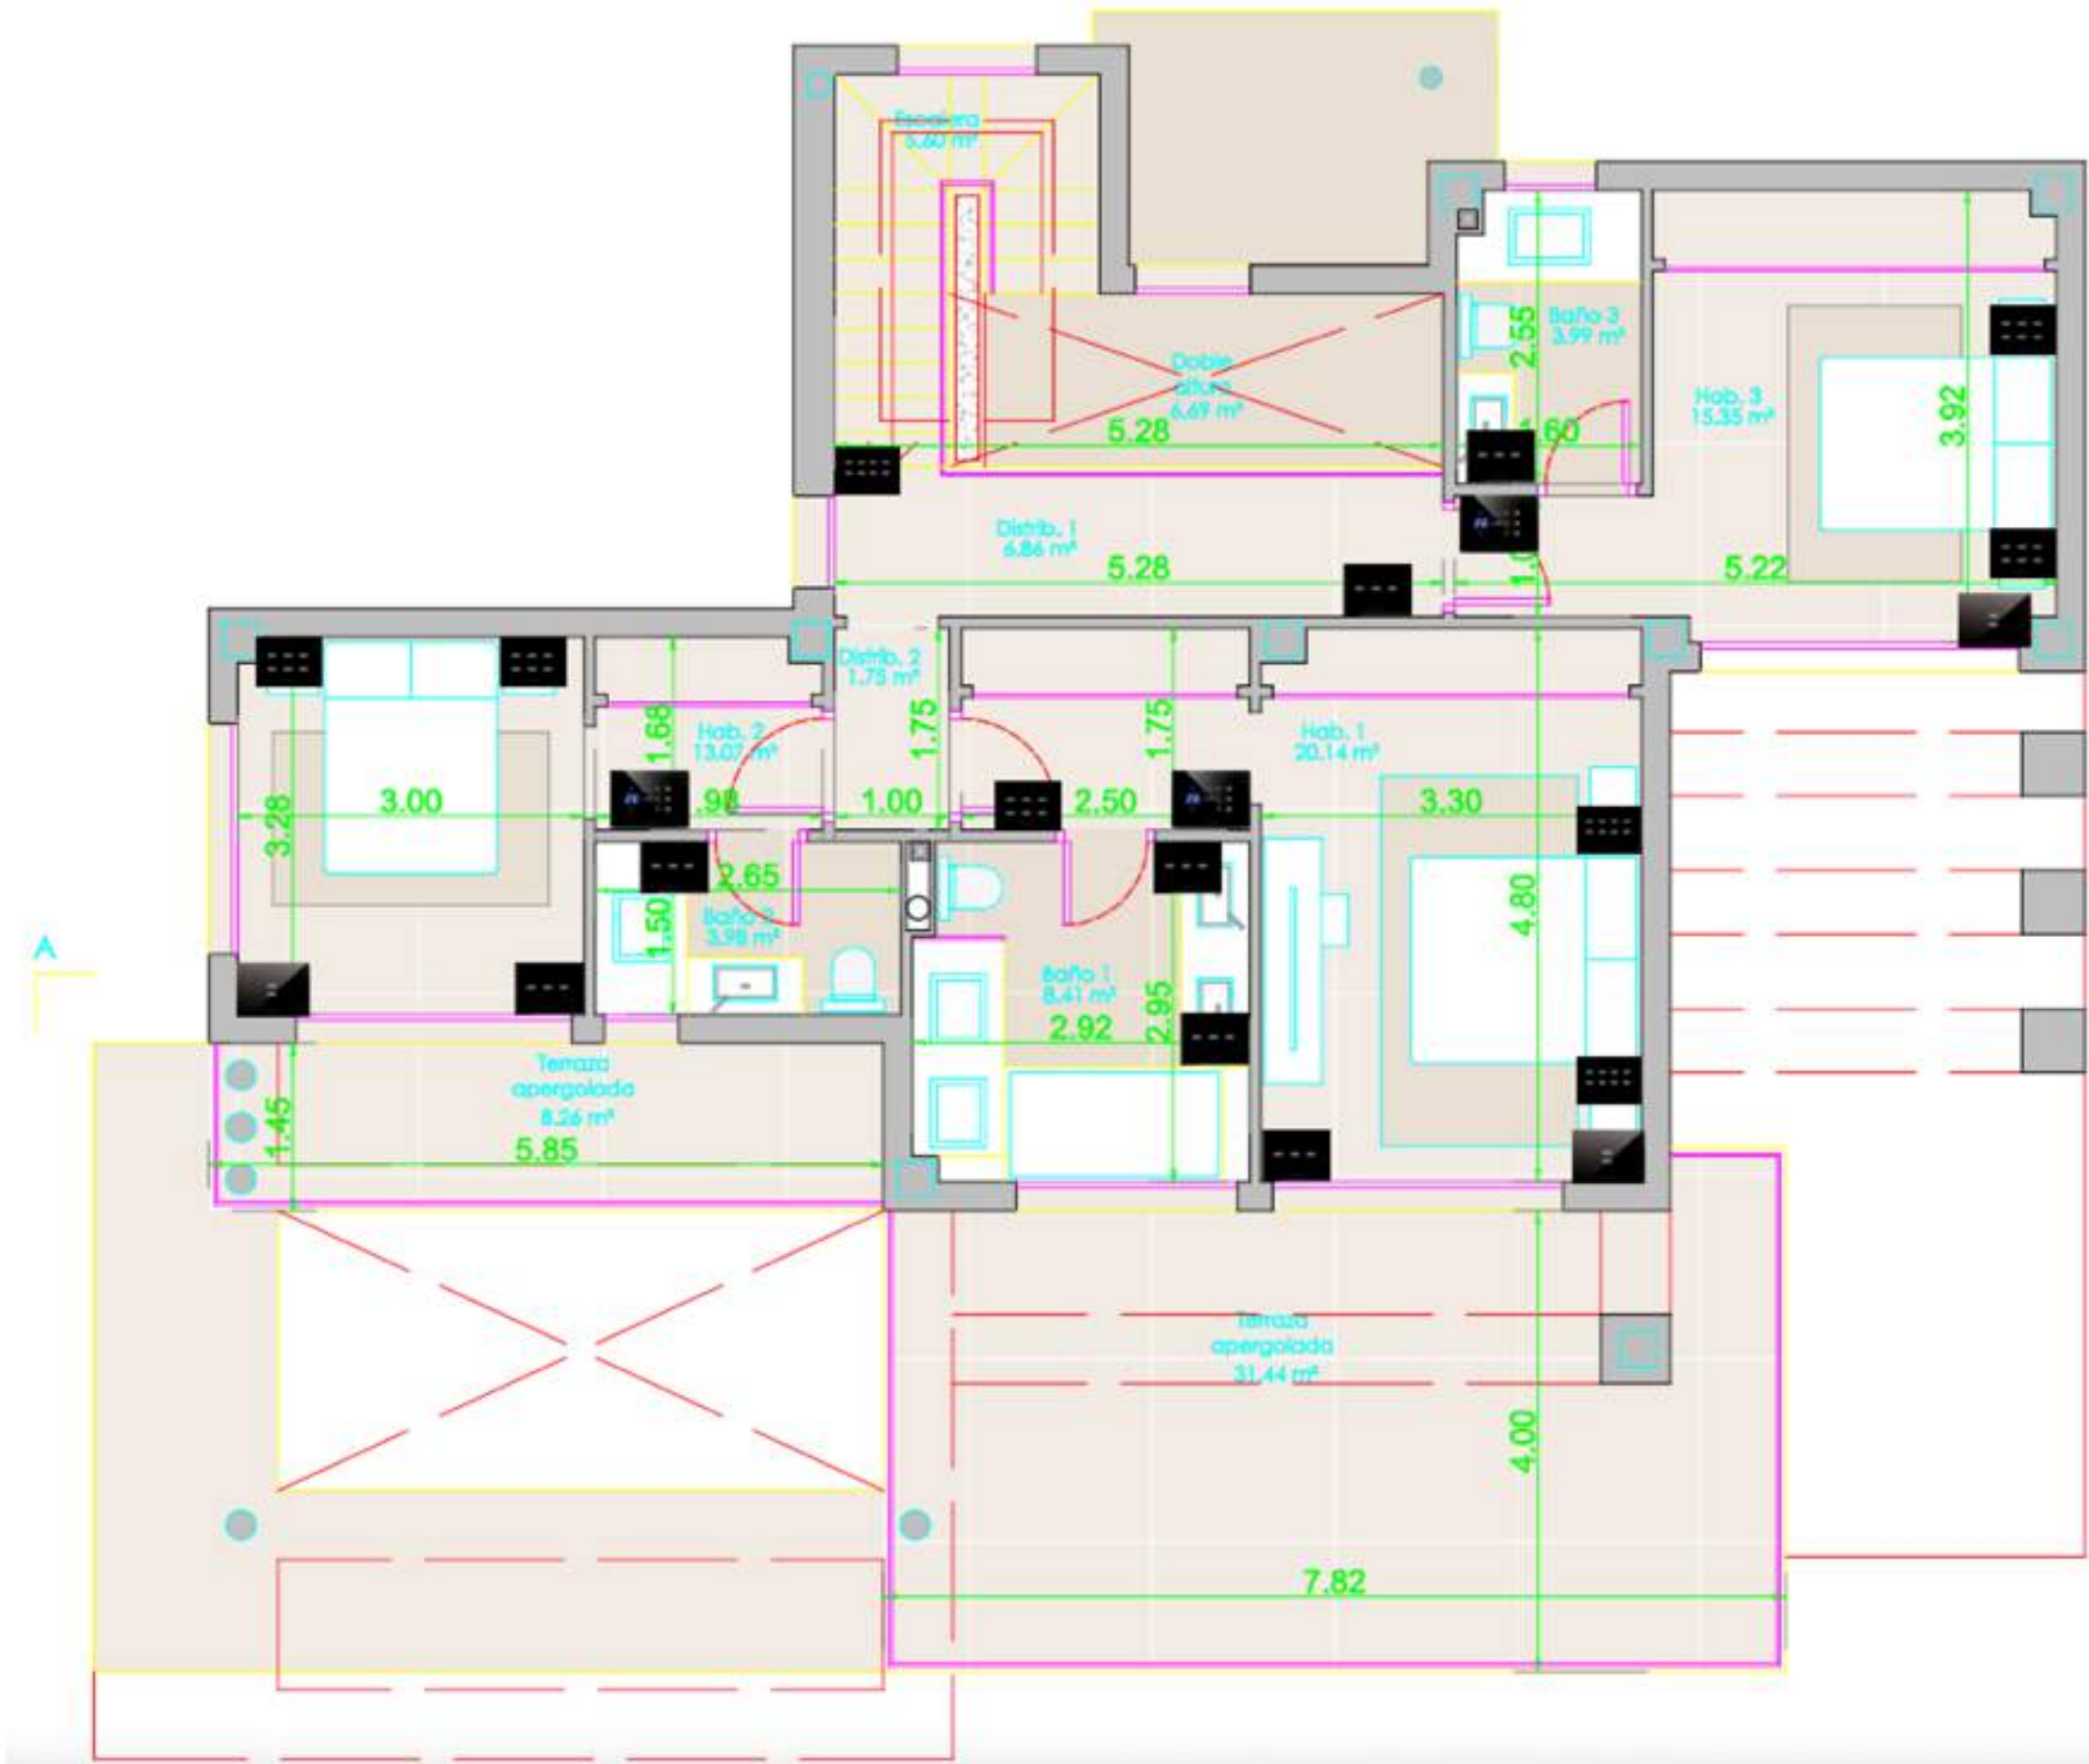 Escalera
5.60 m²
Doble
altura
6.69 m²
5.28
2.55
Baño 3
3.99 m²
.60
Hab. 3
15.35 m²
3.92
Distrib. 1
6.86 m²
5.28
1.0
5.22
Distrib. 2
1.75 m²
1.75
1.00
3.28
3.00
1.68
Hab. 2
13.07 m²
.98
1.75
2.50
Hab. 1
20.14 m²
3.30
4.80
2.65
1.50
Baño 2
3.98 m²
Baño 1
8.41 m²
2.92
2.95
A
Terraza
apergolada
8.26 m²
1.45
5.85
Terraza
apergolada
31.44 m²
4.00
7.82